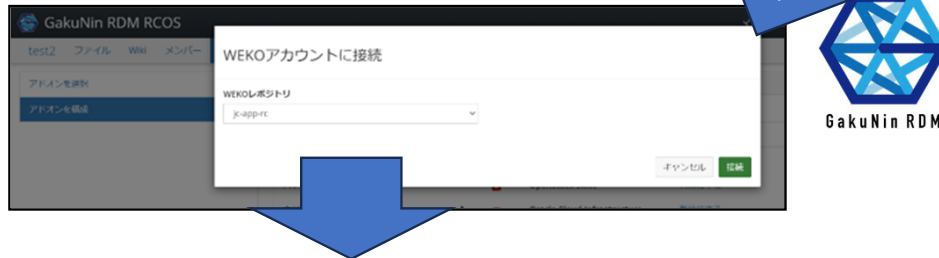 GakuNin RDM RCOS
test2 ファイル Wiki メンバー
WEKOアカウントに接続
アドオンを選択
WEKOレポジトリ
アドオンを構成
jc-app-rc
GakuNin RDM
キャンセル 接続